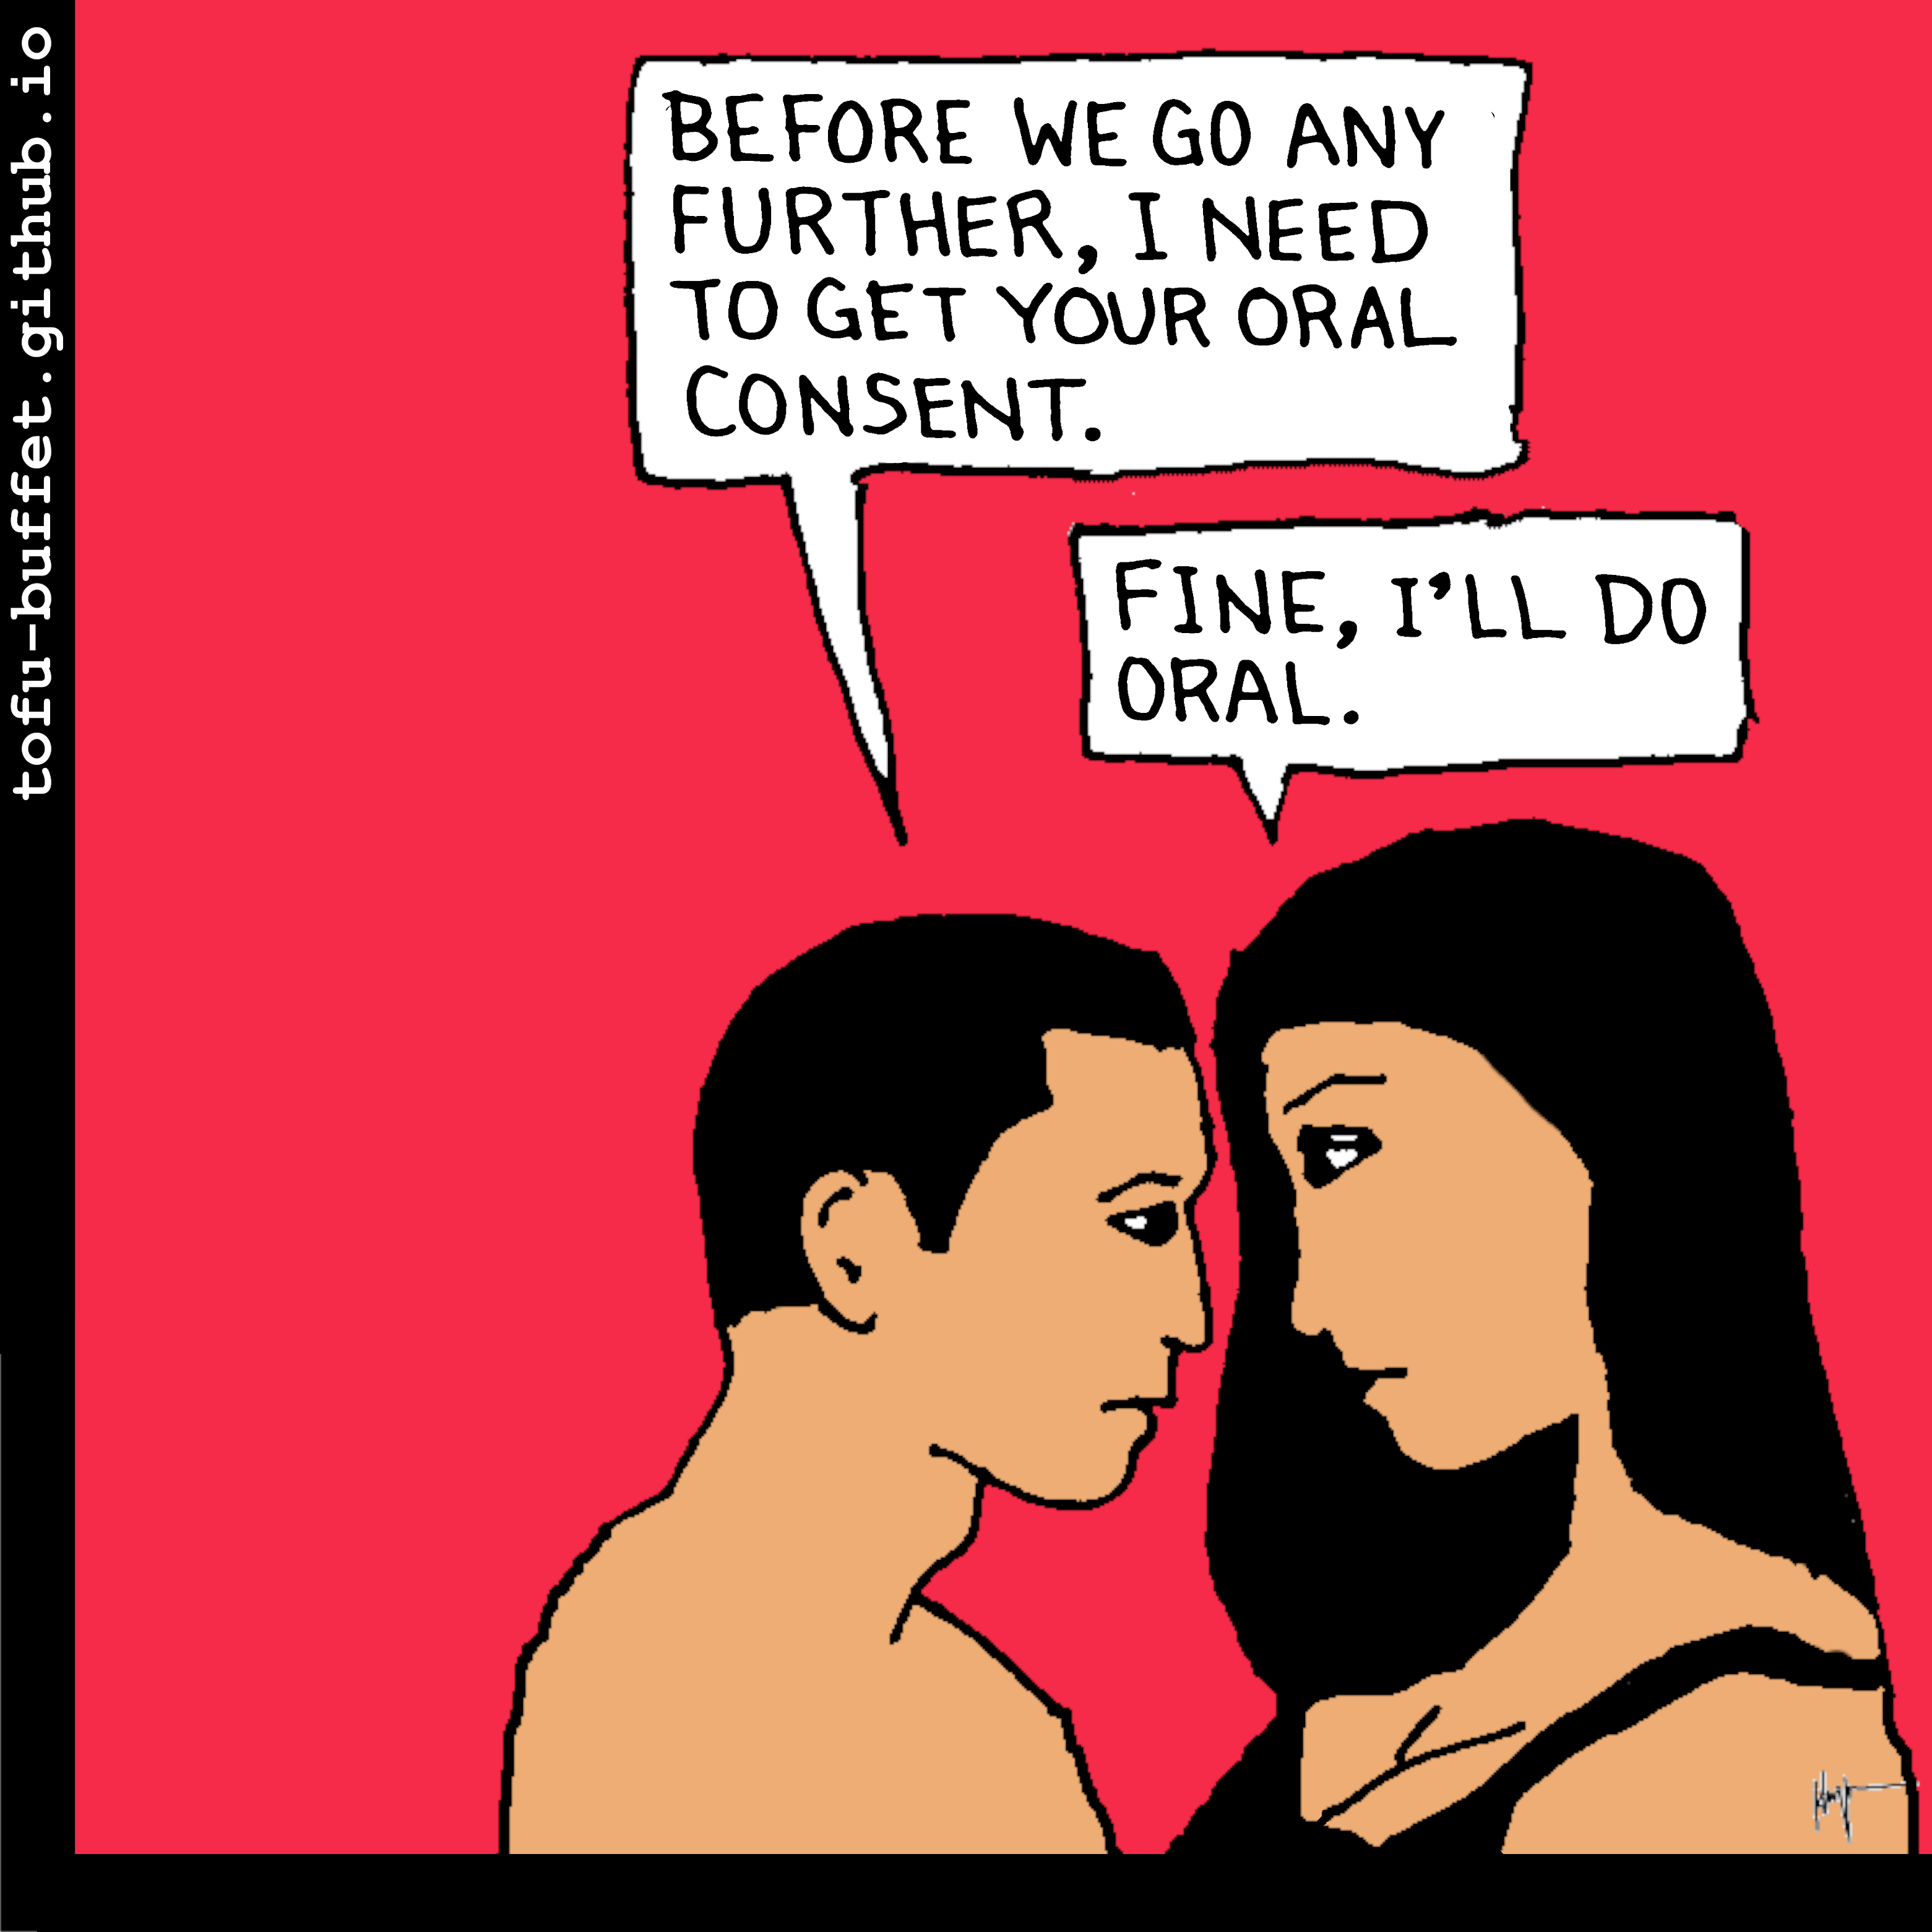 tofu-buffet.github.io
BEFORE WE GO ANY
FURTHER, I NEED
TO GET YOUR ORAL
CONSENT.
FINE, I'LL DO
ORAL.